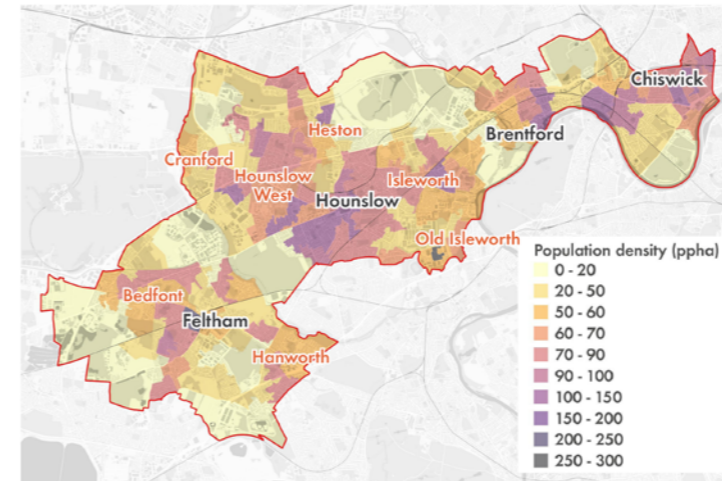 Chiswick
Heston
Brentford
Cranford
Hounslow
West
Isleworth
Hounslow
Old Isleworth
Bedfont
Feltham
Hanworth
Population density (ppha)
0 - 20
20 - 50
50 - 60
60 - 70
70 - 90
90 - 100
100 - 150
150 - 200
200 - 250
250 - 300